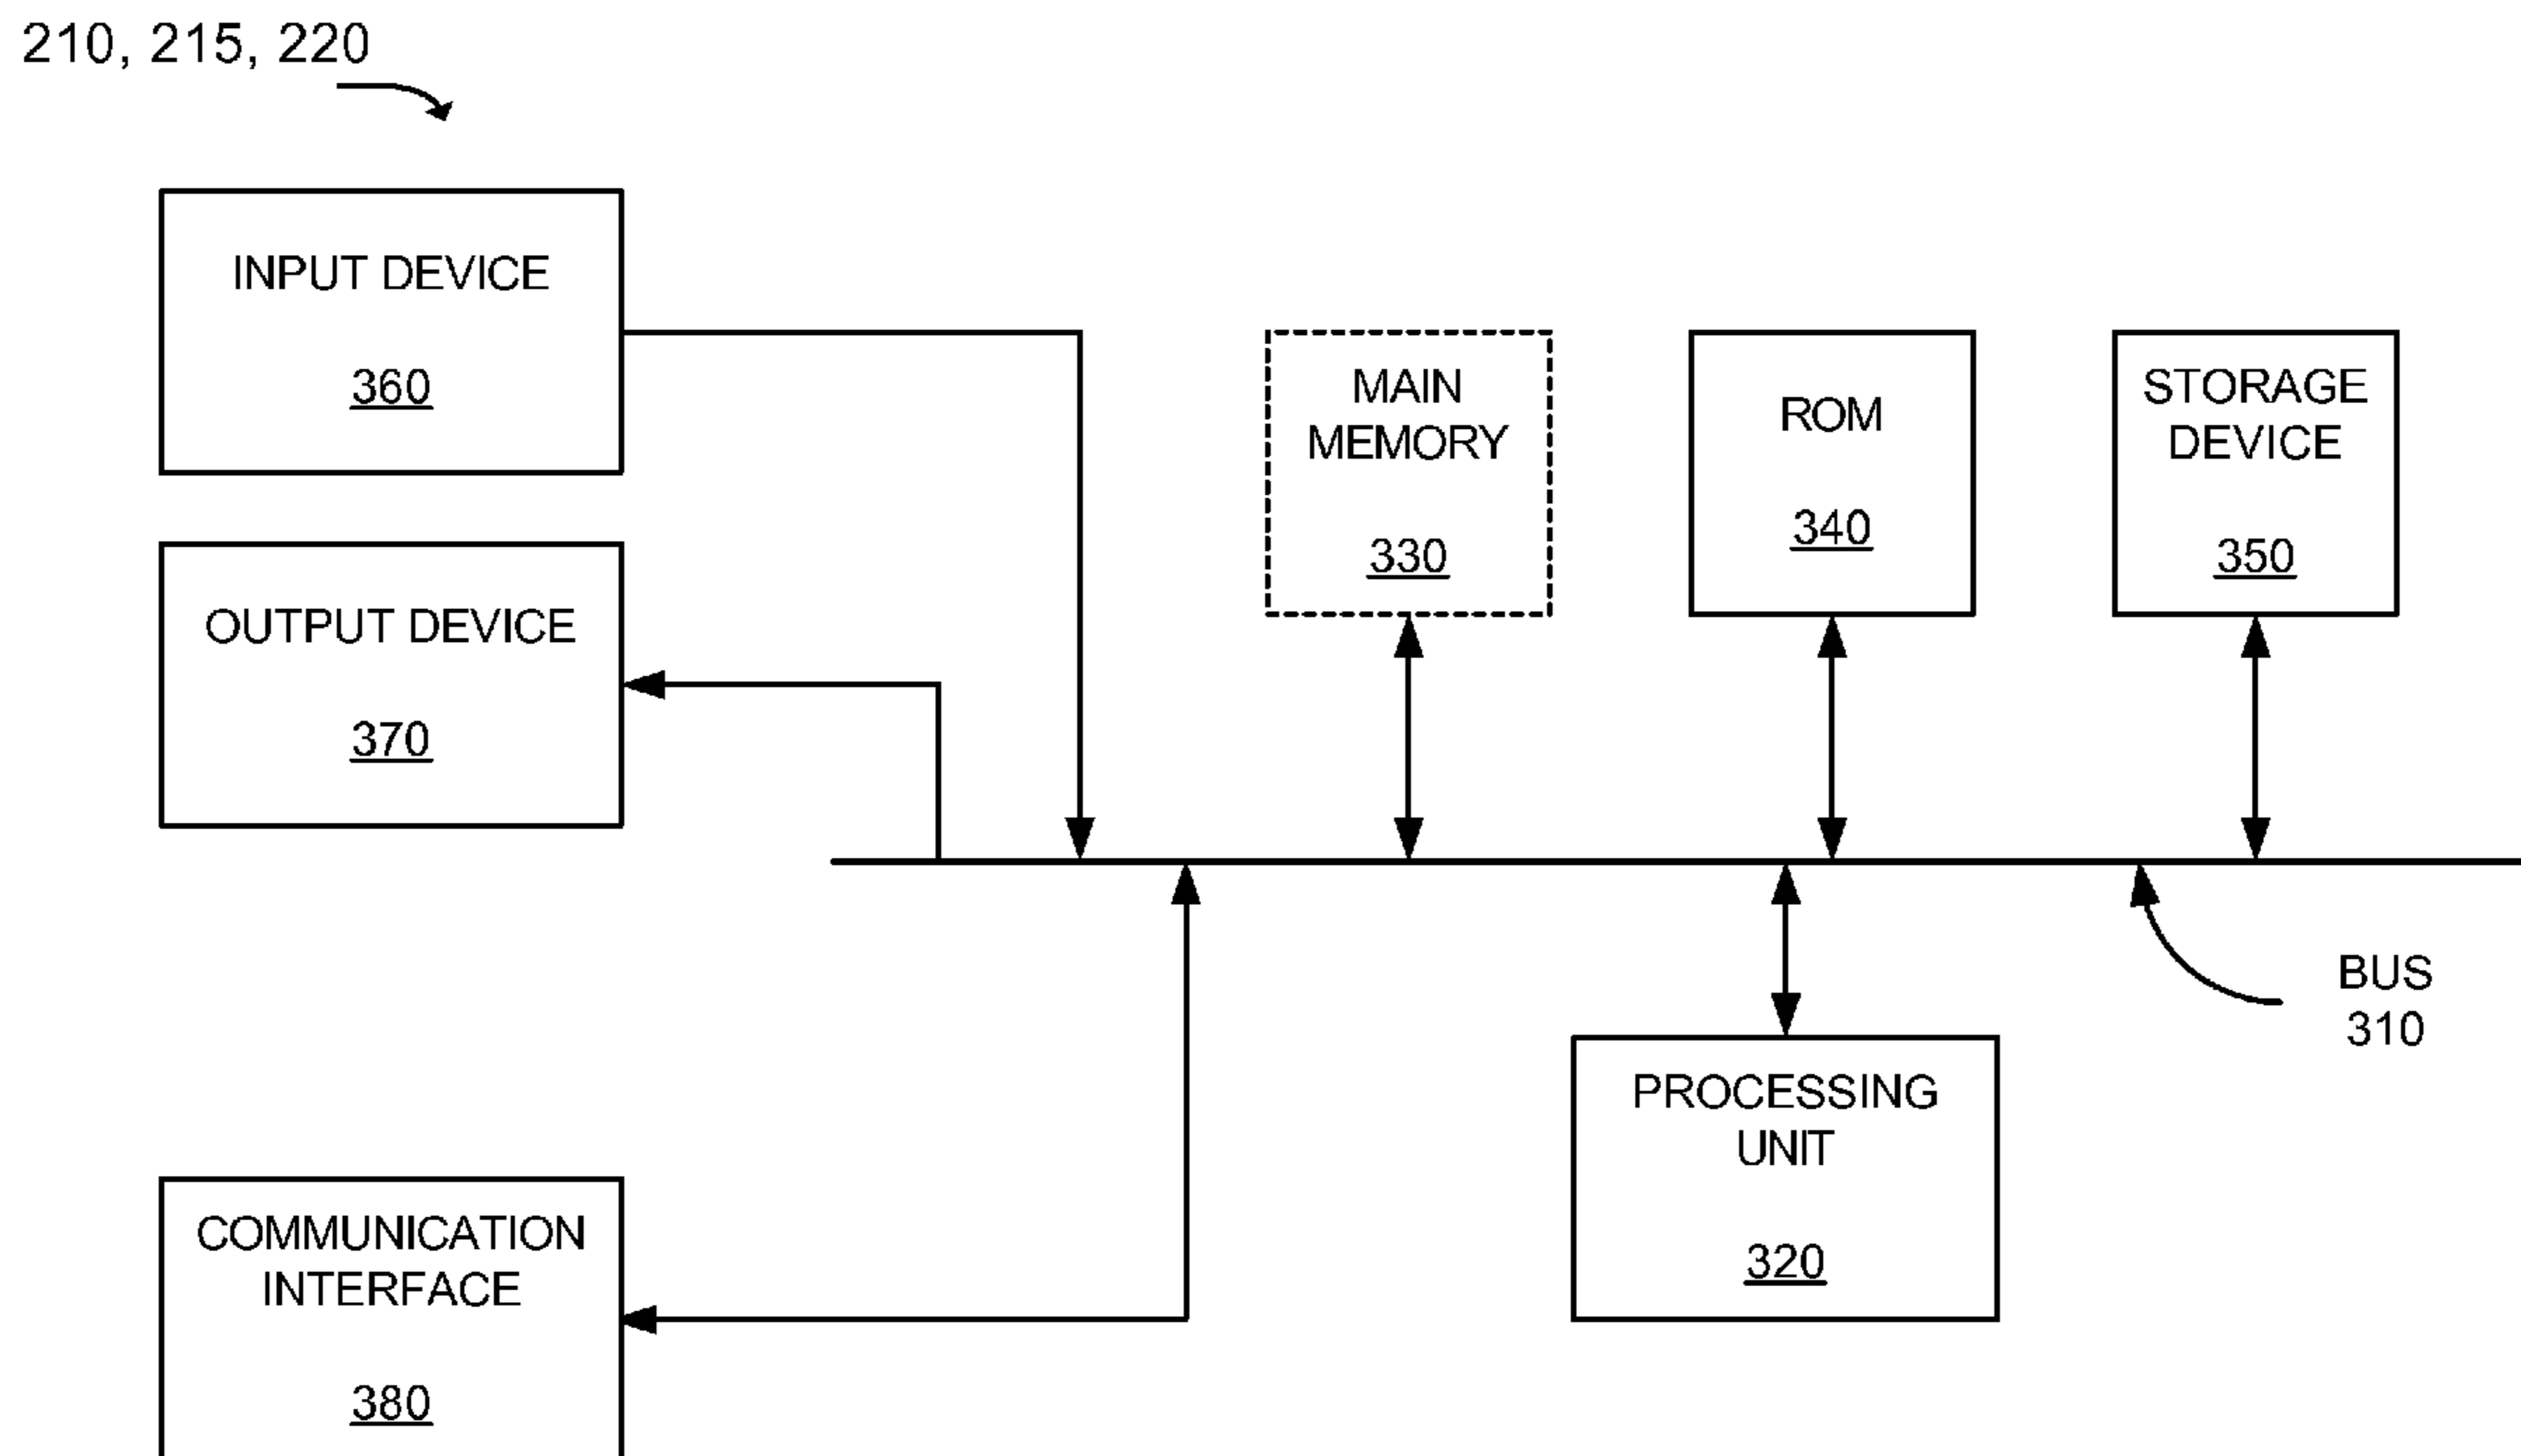 210, 215, 220
INPUT DEVICE
360
OUTPUT DEVICE
370
MAIN
MEMORY
330
ROM
340
STORAGE
DEVICE
350
BUS
310
PROCESSING
UNIT
320
COMMUNICATION
INTERFACE
380